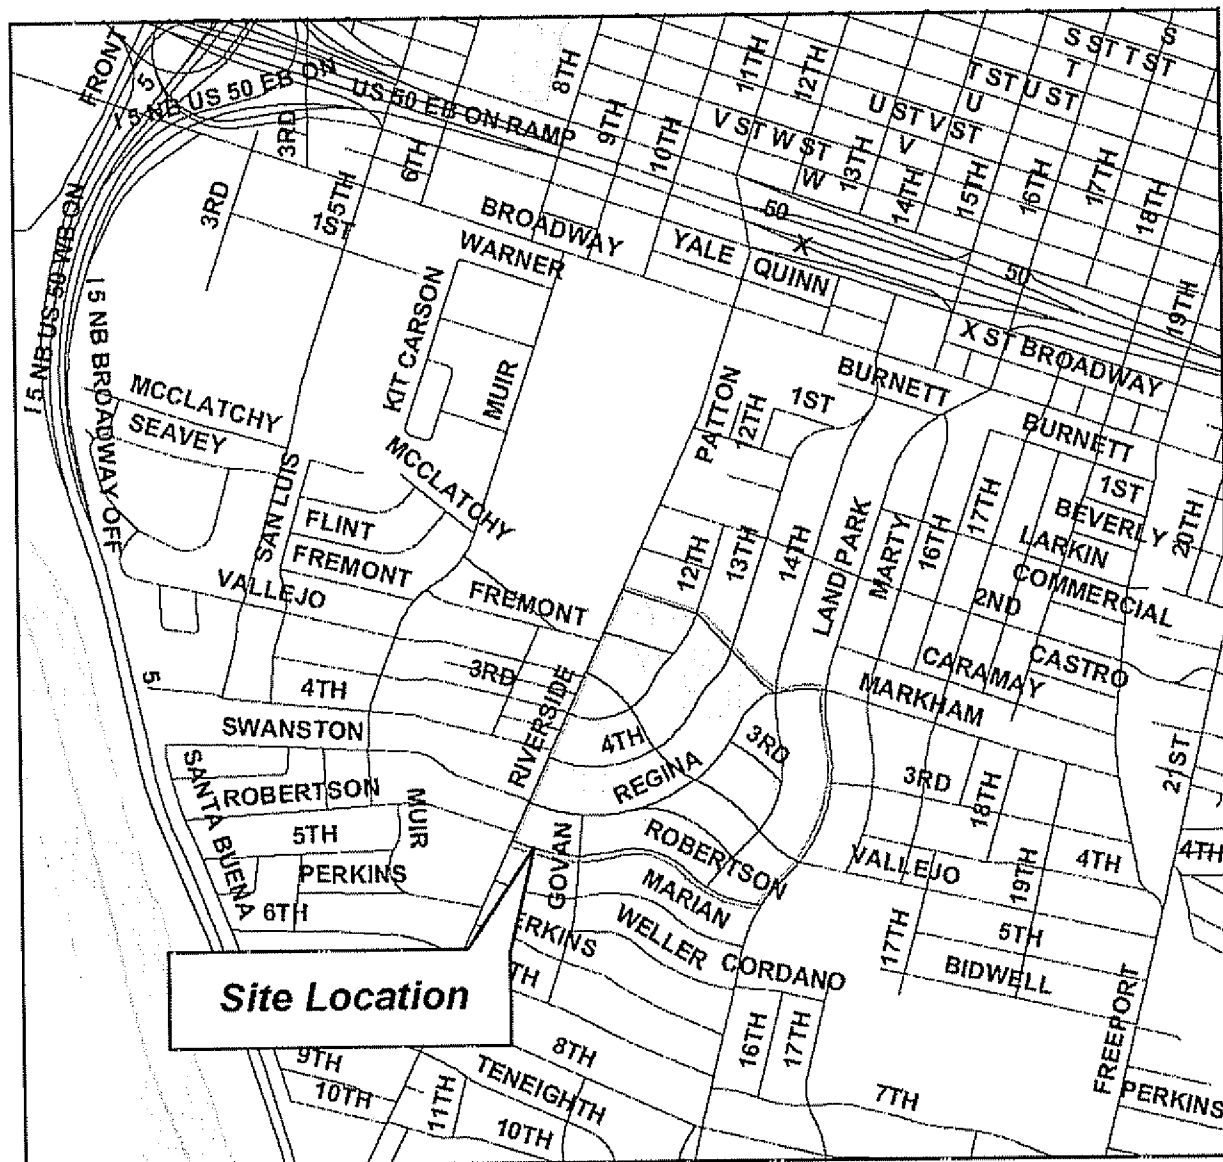 FRONT
5
I 5 NB US 50 EB ON
US 50 EB ON RAMP
8TH
9TH
10TH
11TH
12TH
S ST T ST
S
T
T ST U ST
U
U ST V ST
V
V ST W ST
W
13TH
14TH
15TH
16TH
17TH
18TH
19TH
3RD
3RD
6TH
5TH
1ST
BROADWAY
WARNER
YALE
QUINN
50
X
50
X ST BROADWAY
I 5 NB US 50 WB ON
I 5 NB BROADWAY OFF
KIT CARSON
MUIR
MCCLATCHY
SEAVEY
MCCLATCHY
SAN LUIS
FLINT
FREMONT
VALLEJO
FREMONT
PATTON
12TH
1ST
BURNETT
BURNETT
1ST
BEVERLY
LARKIN
COMMERCIAL
2ND
CASTRO
CARAMAY
MARKHAM
20TH
17TH
16TH
MARTY
LAND PARK
14TH
13TH
12TH
5
4TH
3RD
SWANSTON
RIVERSIDE
4TH
REGINA
3RD
3RD
18TH
21ST
SANTA BUENA
ROBERTSON
5TH
MUIR
PERKINS
6TH
GOVAN
ROBERTSON
MARIAN
WELLER
CORDANO
VALLEJO
19TH
4TH
4TH
17TH
5TH
BIDWELL
FREEPORT
ERKINS
TH
Site Location
16TH
17TH
9TH
10TH
11TH
8TH
TENEIGHTH
10TH
7TH
PERKINS